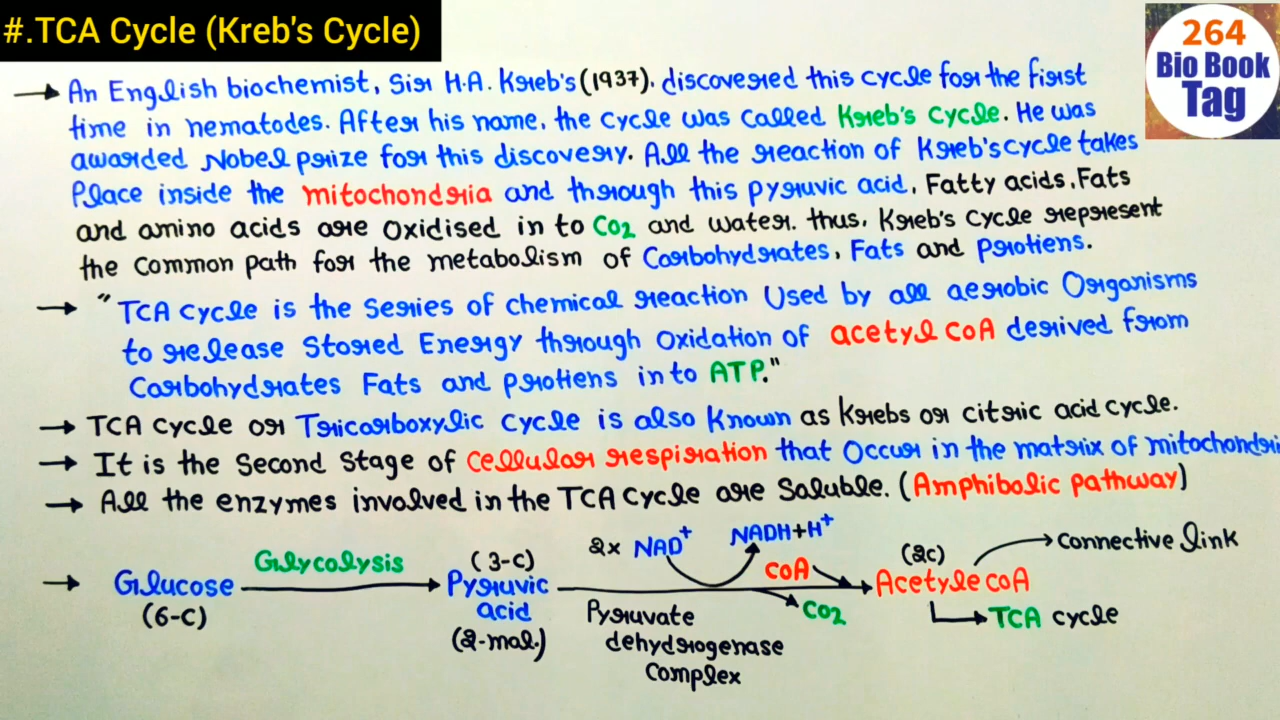 #.TCA Cycle (Kreb's Cycle)
264
Bio Book
Tag
→ An English biochemist, Sir H.A. Kreb's (1937). discovered this cycle for the first
time in nematodes. After his name, the cycle was called Kreb's cycle. He was
awarded Nobel prize for this discovery. All the reaction of Kreb's cycle takes
Place inside the mitochondria and through this pyruvic acid, Fatty acids, Fats
and amino acids are oxidised in to CO2 and water. thus, Kreb's cycle represent
the common path for the metabolism of Carbohydrates, Fats and protiens.
→ "TCA cycle is the series of chemical reaction Used by all aerobic Organisms
to release Stored Energy through Oxidation of acetyl CoA derived from
Carbohydrates Fats and protiens in to ATP."
→ TCA cycle or Tricarboxylic cycle is also known as Krebs or citric acid cycle.
→ It is the Second Stage of cellular respiration that Occur in the matrix of mitochondri
→ All the enzymes involved in the TCA cycle are Soluble. (Amphibolic pathway)
→ Glucose
(6-C)
Glycolysis
(3-C)
Pyruvic
acid
(2-mol.)
2x NAD+
NADH+H+
CoA
CO2
Pyruvate
dehydrogenase
Complex
(2c)
Acetyle coA
Connective link
TCA cycle